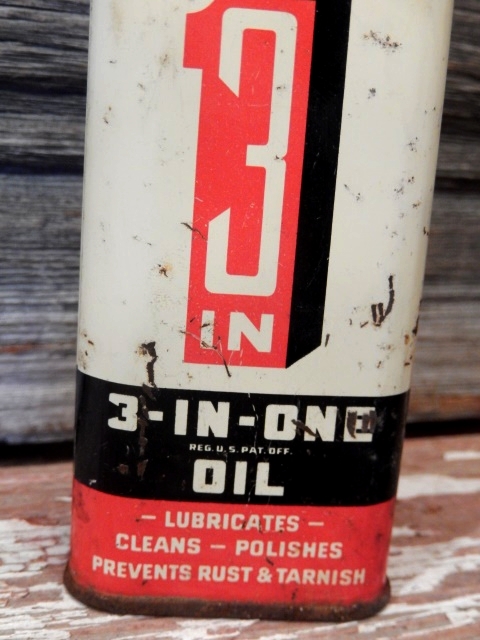 3
IN
3-IN-ONE
REG. U.S. PAT. OFF.
OIL
– LUBRICATES –
CLEANS – POLISHES
PREVENTS RUST & TARNISH